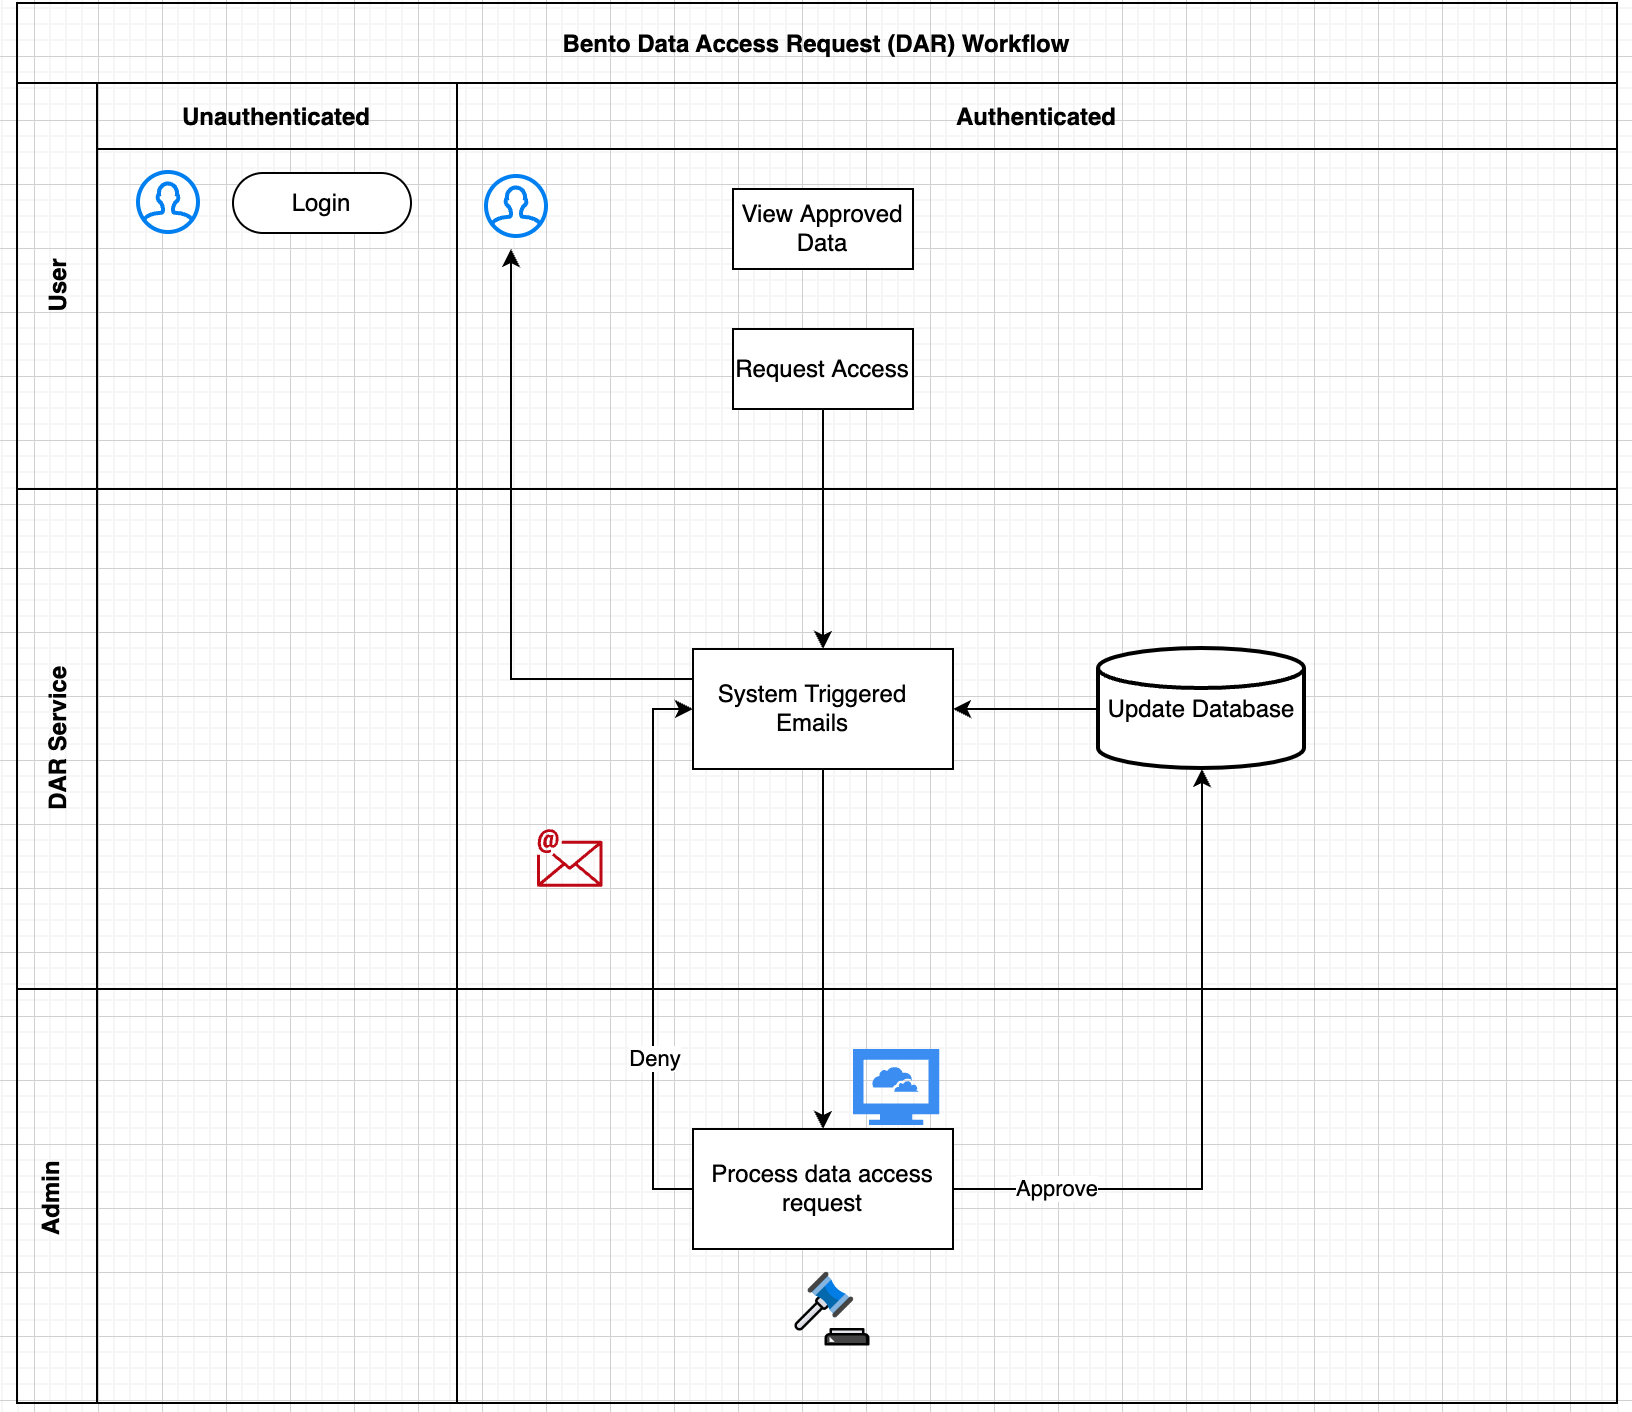 Bento Data Access Request (DAR) Workflow
Unauthenticated
Authenticated
User
Login
View Approved
Data
Request Access
DAR Service
System Triggered
Emails
Update Database
@
Admin
Deny
Process data access
request
Approve